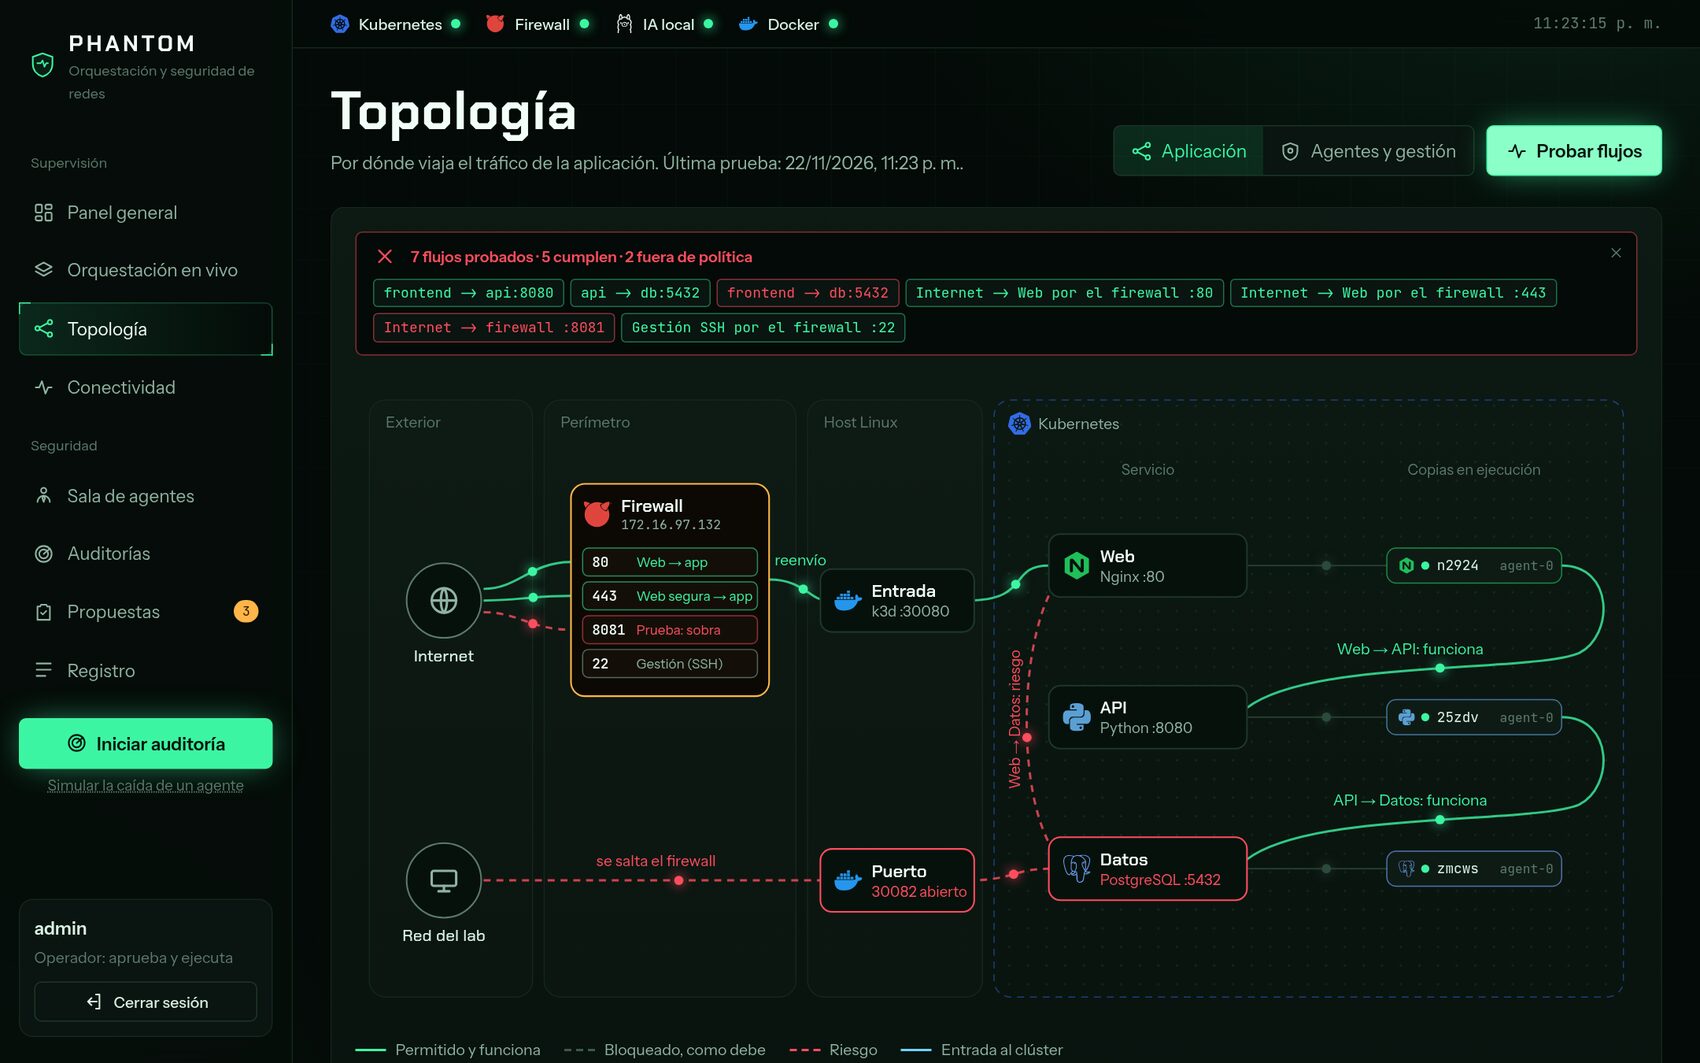 PHANTOM
Orquestación y seguridad de
redes
Supervisión
Panel general
Orquestación en vivo
Topología
Conectividad
Seguridad
Sala de agentes
Auditorías
Propuestas
3
Registro
Iniciar auditoría
Simular la caída de un agente
admin
Operador: aprueba y ejecuta
Cerrar sesión
Kubernetes
Firewall
IA local
Docker
11:23:15 p. m.
Topología
Por dónde viaja el tráfico de la aplicación. Última prueba: 22/11/2026, 11:23 p. m..
Aplicación
Agentes y gestión
Probar flujos
7 flujos probados · 5 cumplen · 2 fuera de política
frontend → api:8080
api → db:5432
frontend → db:5432
Internet → Web por el firewall :80
Internet → Web por el firewall :443
Internet → firewall :8081
Gestión SSH por el firewall :22
Exterior
Perímetro
Host Linux
Kubernetes
Servicio
Copias en ejecución
Firewall
172.16.97.132
80 Web → app
443 Web segura → app
8081 Prueba: sobra
22 Gestión (SSH)
reenvío
Internet
Entrada
k3d :30080
Web
Nginx :80
n2924 agent-0
Web → API: funciona
Web → Datos: riesgo
API
Python :8080
25zdv agent-0
API → Datos: funciona
se salta el firewall
Red del lab
Puerto
30082 abierto
Datos
PostgreSQL :5432
zmcws agent-0
Permitido y funciona
Bloqueado, como debe
Riesgo
Entrada al clúster